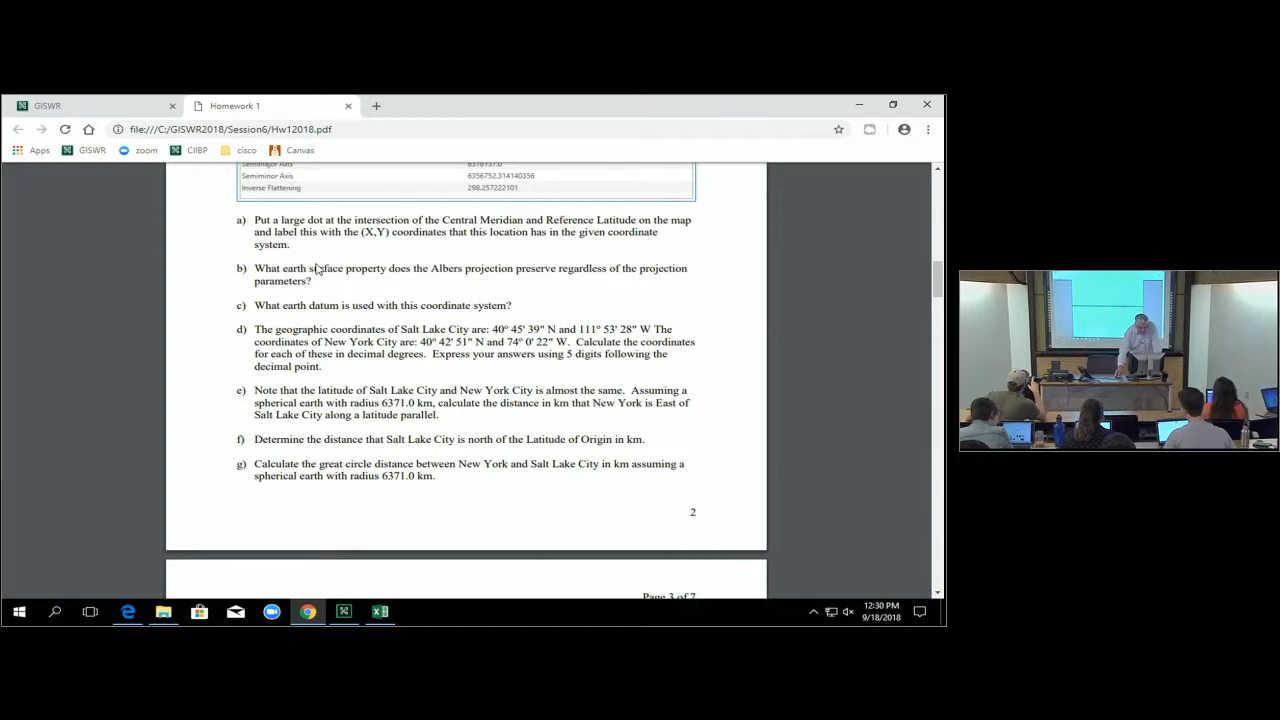 GISWR
Homework 1
file:///C:/GISWR2018/Session6/Hw12018.pdf
Apps GISWR zoom CIIBP cisco Canvas
Semimajor Axis 6378137.0
Semiminor Axis 6356752.314140356
Inverse Flattening 298.257222101
a) Put a large dot at the intersection of the Central Meridian and Reference Latitude on the map
and label this with the (X,Y) coordinates that this location has in the given coordinate
system.
b) What earth surface property does the Albers projection preserve regardless of the projection
parameters?
c) What earth datum is used with this coordinate system?
d) The geographic coordinates of Salt Lake City are: 40º 45' 39" N and 111º 53' 28" W The
coordinates of New York City are: 40º 42' 51" N and 74º 0' 22" W. Calculate the coordinates
for each of these in decimal degrees. Express your answers using 5 digits following the
decimal point.
e) Note that the latitude of Salt Lake City and New York City is almost the same. Assuming a
spherical earth with radius 6371.0 km, calculate the distance in km that New York is East of
Salt Lake City along a latitude parallel.
f) Determine the distance that Salt Lake City is north of the Latitude of Origin in km.
g) Calculate the great circle distance between New York and Salt Lake City in km assuming a
spherical earth with radius 6371.0 km.
2
Page 3 of 7
12:30 PM
9/18/2018